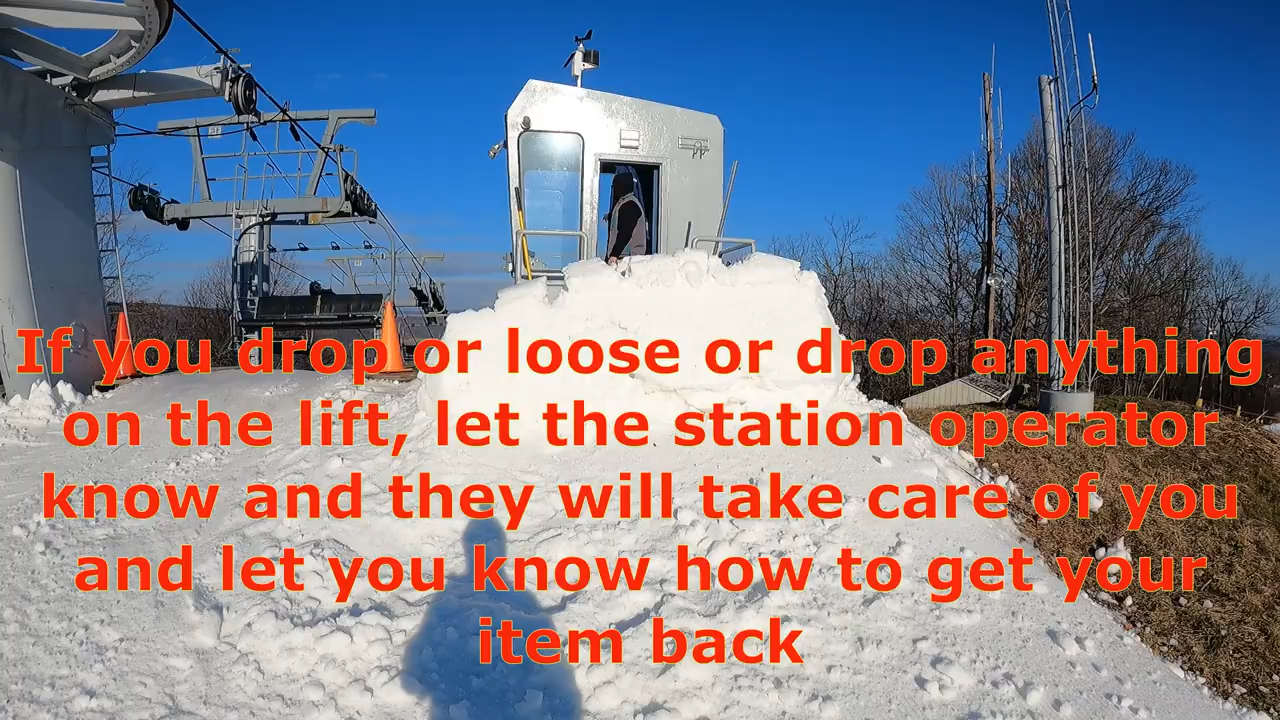 If you drop or loose or drop anything
on the lift, let the station operator
know and they will take care of you
and let you know how to get your
item back